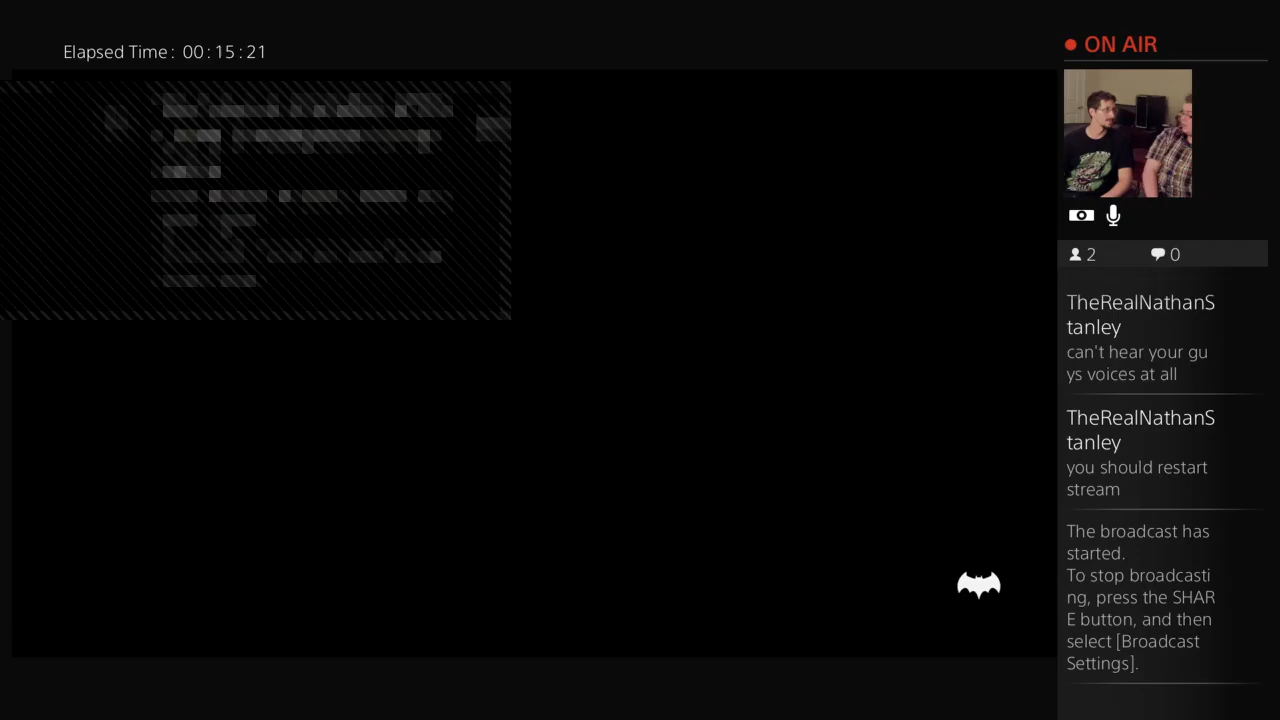 Elapsed Time: 00:15:21
ON AIR
2
0
TheRealNathanS
tanley
can't hear your gu
ys voices at all
TheRealNathanS
tanley
you should restart
stream
The broadcast has
started.
To stop broadcasti
ng, press the SHAR
E button, and then
select [Broadcast
Settings].